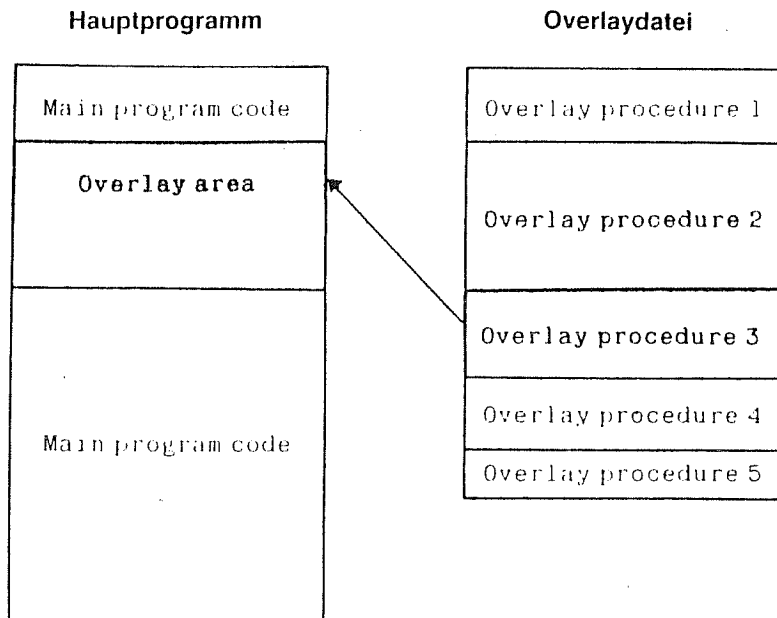 Hauptprogramm
Main program code
Overlay area
Main program code
Overlaydatei
Overlay procedure 1
Overlay procedure 2
Overlay procedure 3
Overlay procedure 4
Overlay procedure 5